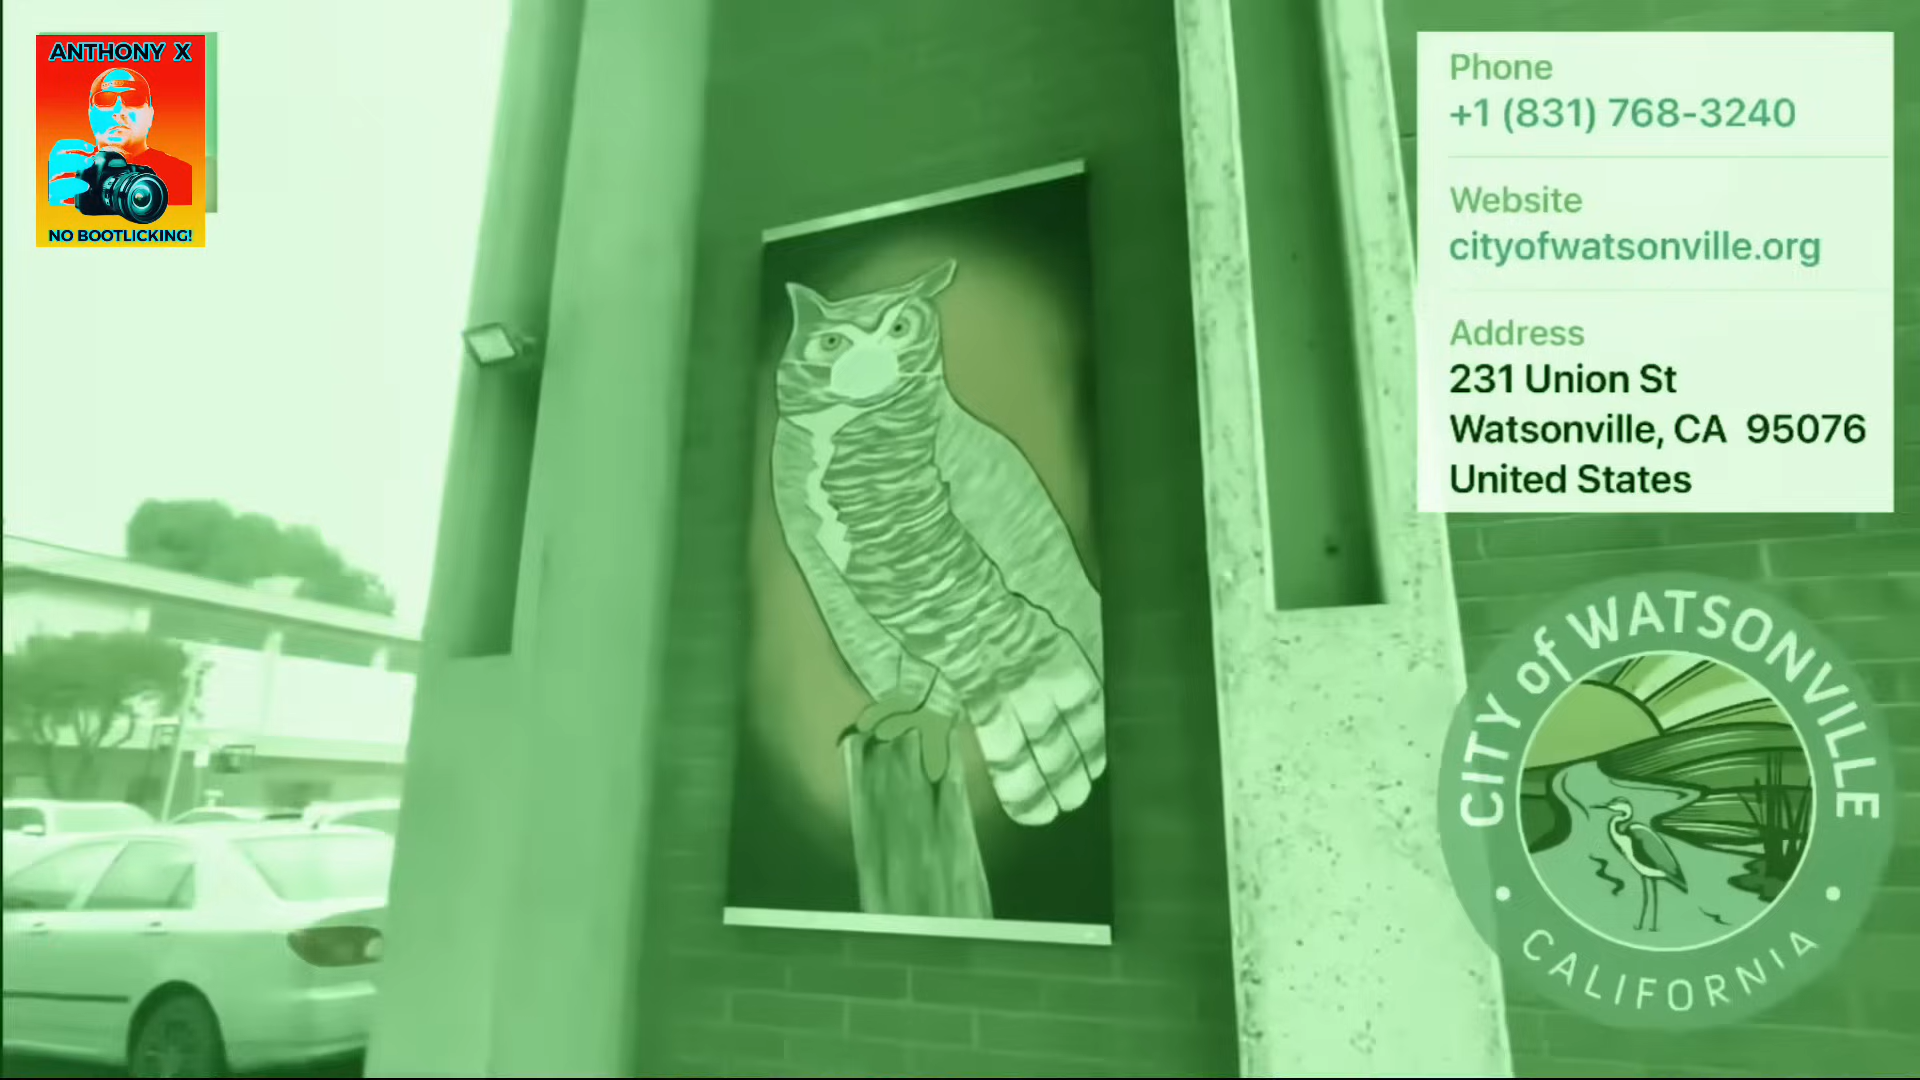 ANTHONY X
NO BOOTLICKING!
Phone
+1 (831) 768-3240
Website
cityofwatsonville.org
Address
231 Union St
Watsonville, CA 95076
United States
CITY of WATSONVILLE
CALIFORNIA